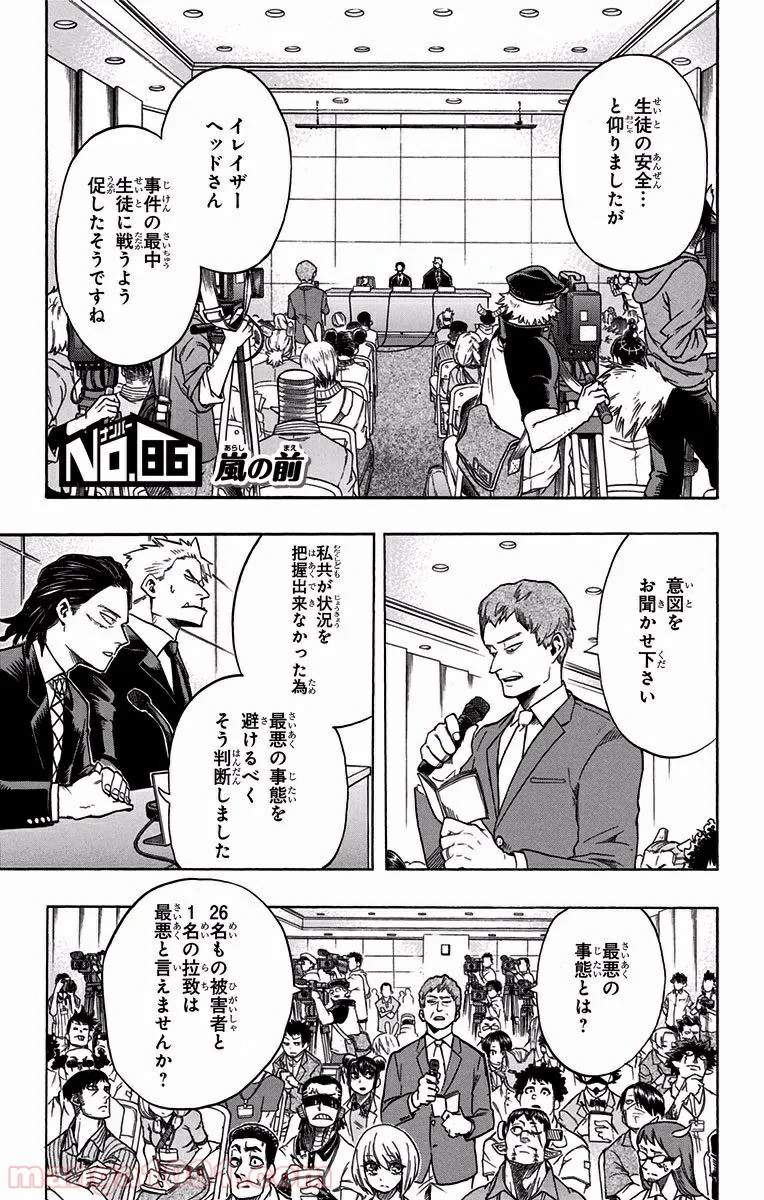 生徒の安全…
と仰りましたが
イレイザー
ヘッドさん
事件の最中
生徒に戦うよう
促したそうですね
No.86
嵐の前
意図を
お聞かせ下さい
私共が状況を
把握出来なかった為
最悪の事態を
避けるべく
そう判断しました
最悪の
事態とは？
26名もの被害者と
1名の拉致は
最悪と言えませんか？